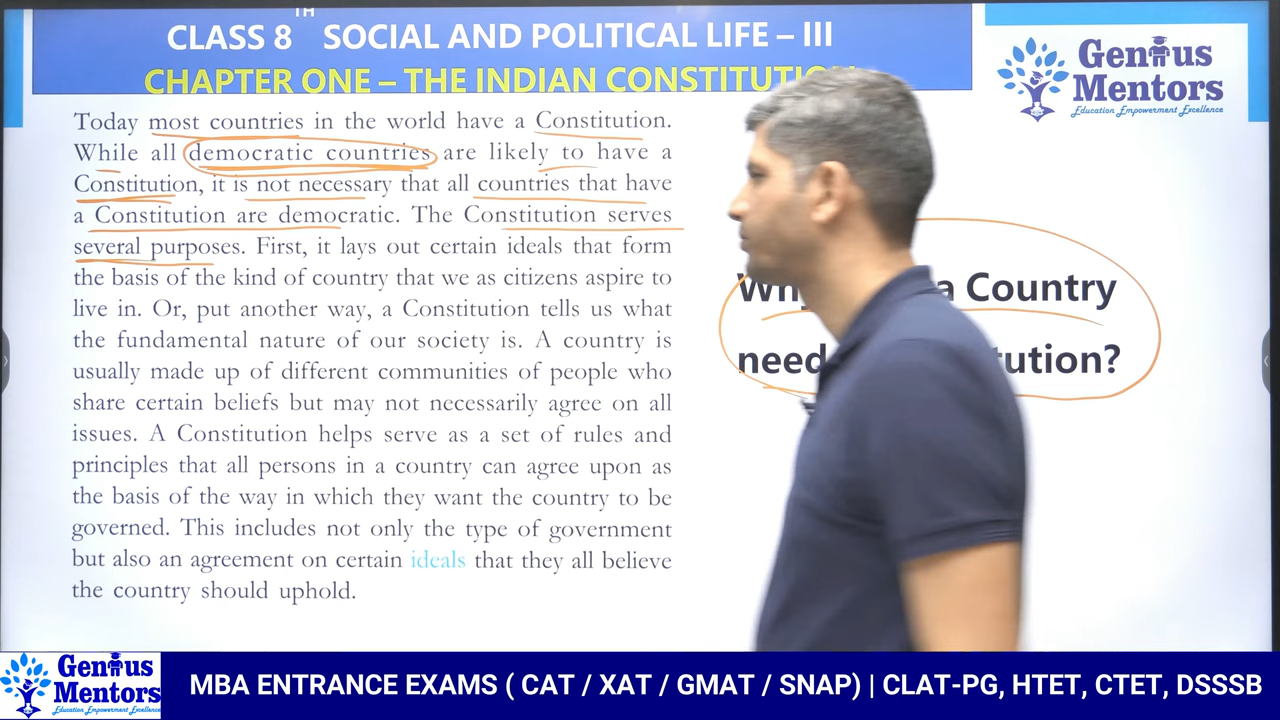 TH
CLASS 8 SOCIAL AND POLITICAL LIFE – III
CHAPTER ONE – THE INDIAN
Genius
Mentors
Education Empowerment Excellence
Today most countries in the world have a Constitution.
While all democratic countries are likely to have a
Constitution, it is not necessary that all countries that have
a Constitution are democratic. The Constitution serves
several purposes. First, it lays out certain ideals that form
the basis of the kind of country that we as citizens aspire to
live in. Or, put another way, a Constitution tells us what
the fundamental nature of our society is. A country is
usually made up of different communities of people who
share certain beliefs but may not necessarily agree on all
issues. A Constitution helps serve as a set of rules and
principles that all persons in a country can agree upon as
the basis of the way in which they want the country to be
governed. This includes not only the type of government
but also an agreement on certain ideals that they all believe
the country should uphold.
a Country
need tution?
Genius
Mentors
Education Empowerment Excellence
MBA ENTRANCE EXAMS ( CAT / XAT / GMAT / SNAP) | CLAT-PG, HTET, CTET, DSSSB